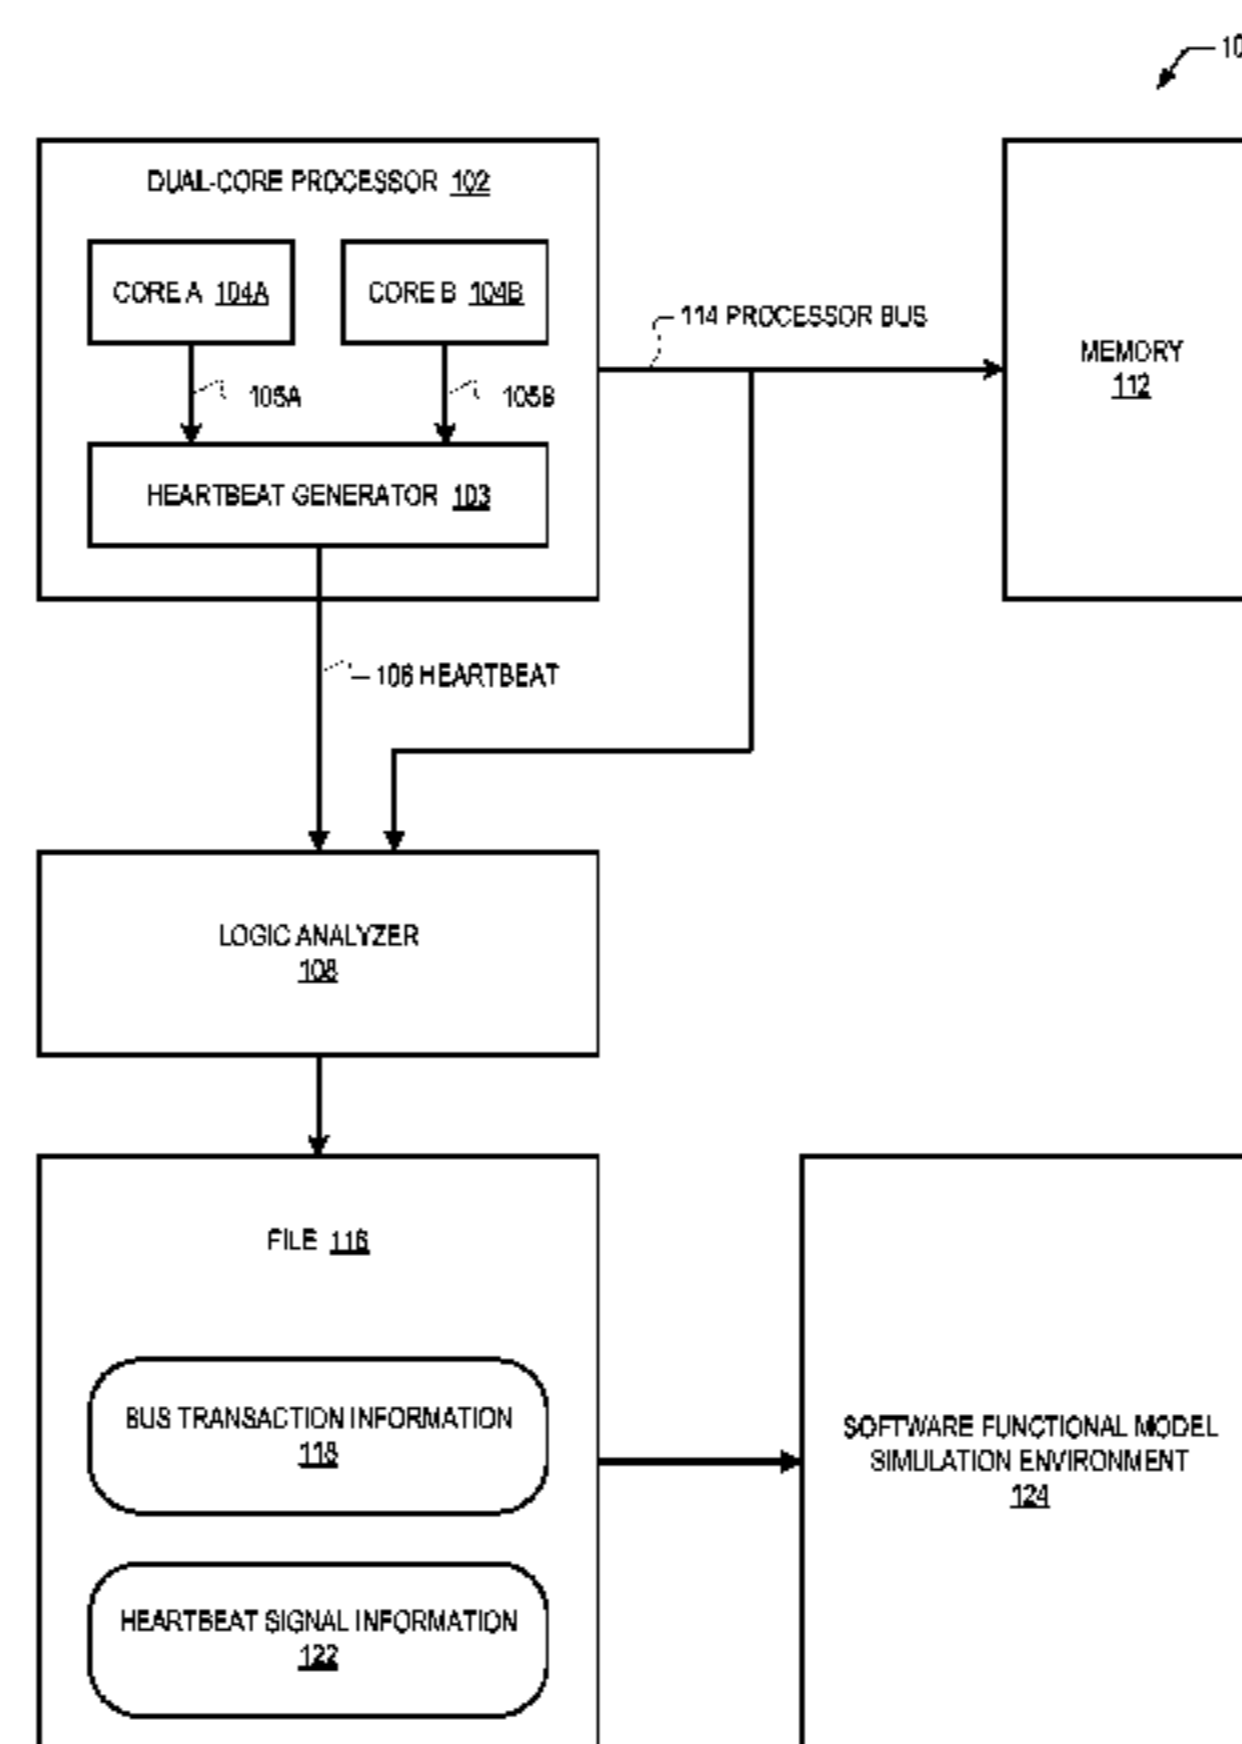 10
DUAL-CORE PROCESSOR 102
CORE A 104A
CORE B 104B
114 PROCESSOR BUS
MEMORY
112
105A
105B
HEARTBEAT GENERATOR 103
106 HEARTBEAT
LOGIC ANALYZER
108
FILE 116
BUS TRANSACTION INFORMATION
118
SOFTWARE FUNCTIONAL MODEL
SIMULATION ENVIRONMENT
124
HEARTBEAT SIGNAL INFORMATION
122